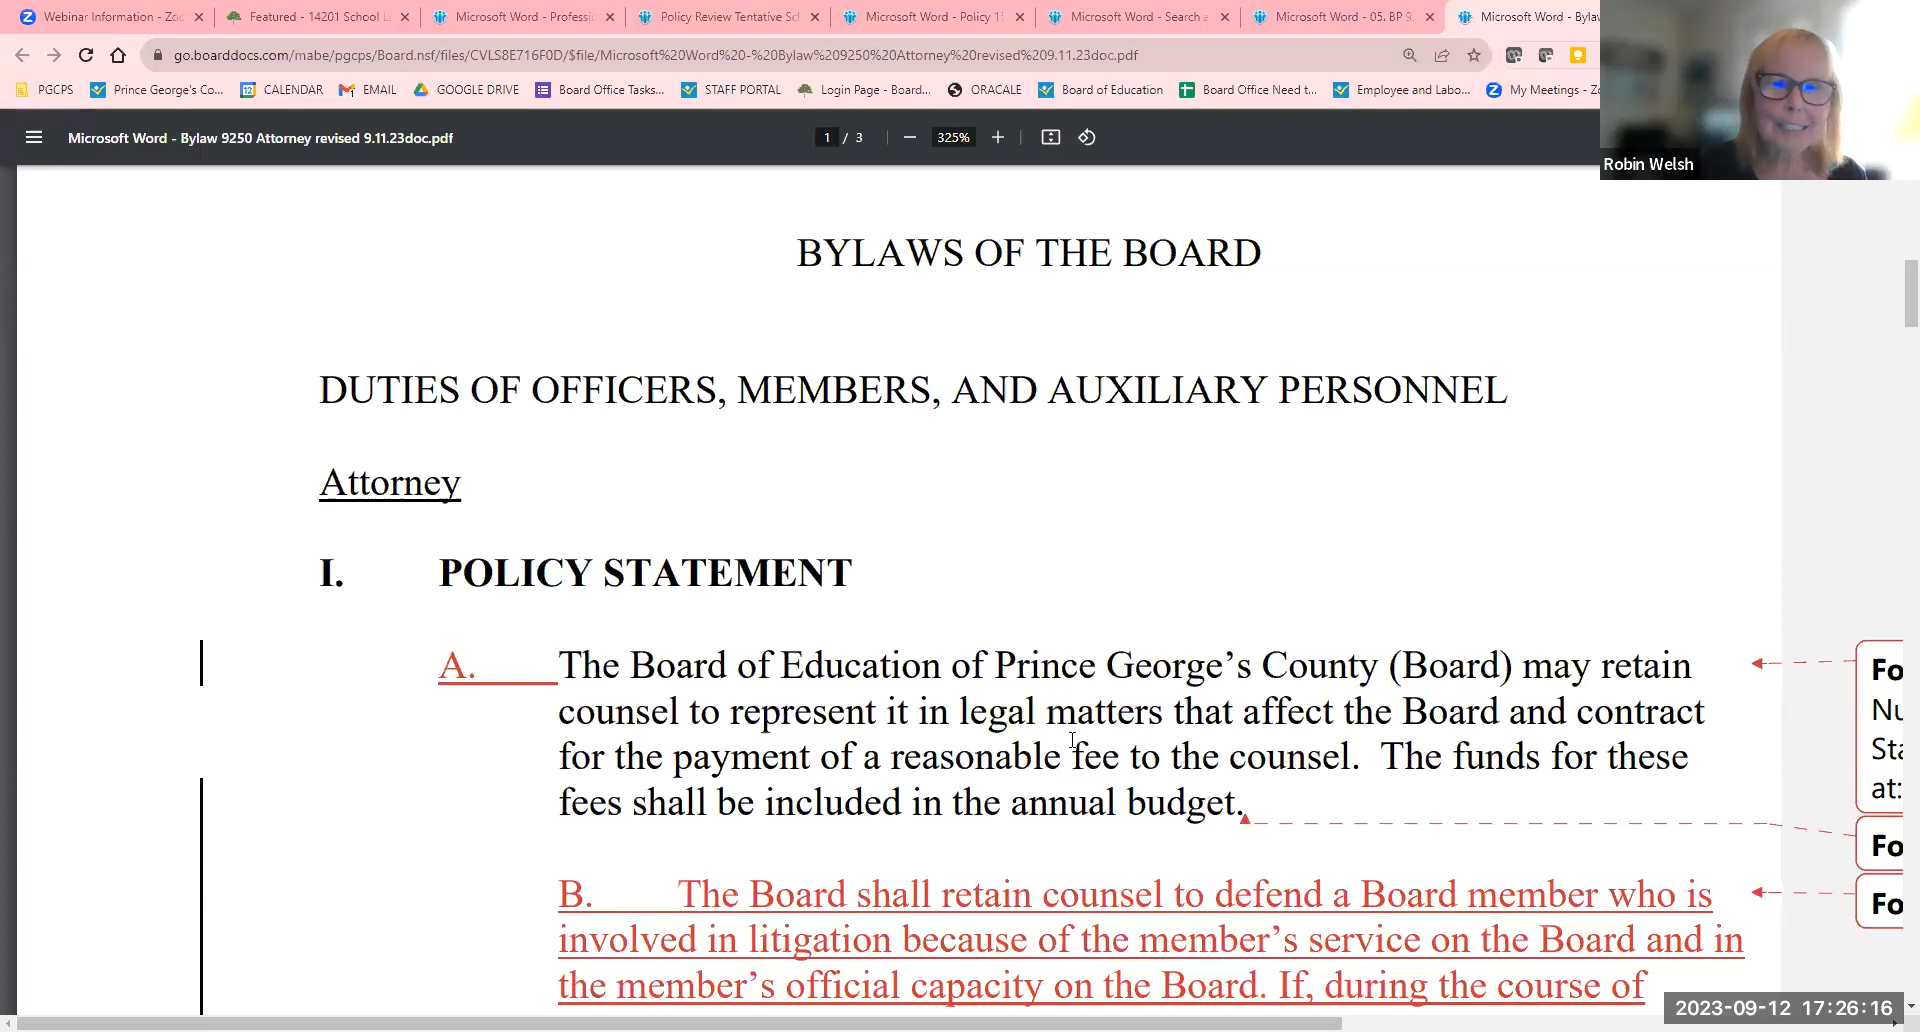 Webinar Information - Zoo
Featured - 14201 School L
Microsoft Word - Professio
Policy Review Tentative Sc
Microsoft Word - Policy 1
Microsoft Word - Search a
Microsoft Word - 05. BP 9
Microsoft Word - Bylaw
go.boarddocs.com/mabe/pgcps/Board.nsf/files/CVLS8E716F0D/$file/Microsoft%20Word%20-%20Bylaw%209250%20Attorney%20revised%209.11.23doc.pdf
PGCPS
Prince George's Co...
CALENDAR
EMAIL
GOOGLE DRIVE
Board Office Tasks...
STAFF PORTAL
Login Page - Board...
ORACALE
Board of Education
Board Office Need t...
Employee and Labo...
My Meetings - Zo
Microsoft Word - Bylaw 9250 Attorney revised 9.11.23doc.pdf
1 / 3
325%
Robin Welsh
BYLAWS OF THE BOARD
DUTIES OF OFFICERS, MEMBERS, AND AUXILIARY PERSONNEL
Attorney
I. POLICY STATEMENT
A. The Board of Education of Prince George’s County (Board) may retain
counsel to represent it in legal matters that affect the Board and contract
for the payment of a reasonable fee to the counsel. The funds for these
fees shall be included in the annual budget.
B. The Board shall retain counsel to defend a Board member who is
involved in litigation because of the member’s service on the Board and in
the member’s official capacity on the Board. If, during the course of
Fo
Nu
Sta
at:
Fo
Fo
2023-09-12 17:26:16